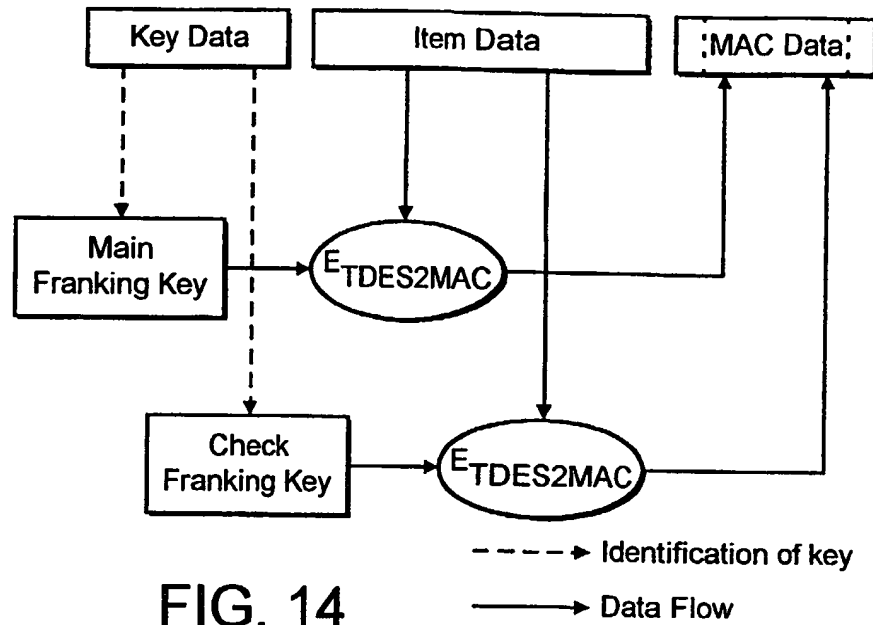 Key Data
Item Data
MAC Data
Main
Franking Key
ETDES2MAC
Check
Franking Key
ETDES2MAC
Identification of key
Data Flow
FIG. 14